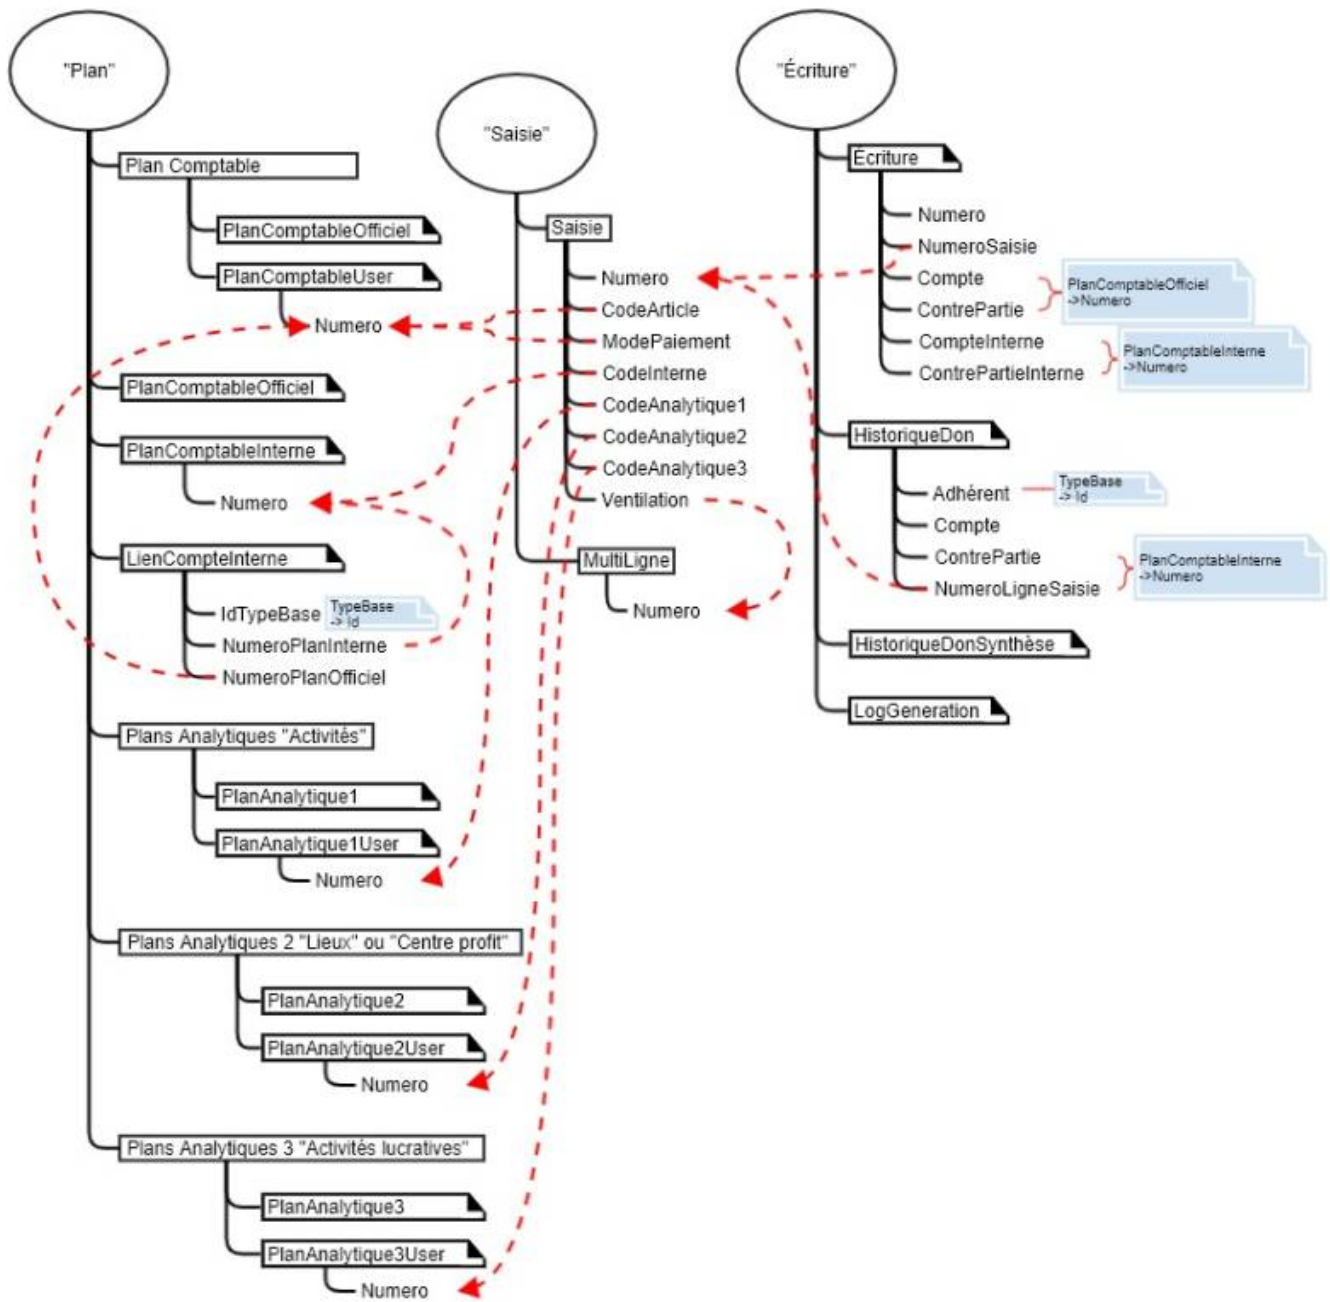 "Plan"
Plan Comptable
PlanComptableOfficiel
PlanComptableUser
Numero
PlanComptableOfficiel
PlanComptableInterne
Numero
LienCompteInterne
IdTypeBase
TypeBase
-> Id
NumeroPlanInterne
NumeroPlanOfficiel
Plans Analytiques "Activités"
PlanAnalytique1
PlanAnalytique1User
Numero
Plans Analytiques 2 "Lieux" ou "Centre profit"
PlanAnalytique2
PlanAnalytique2User
Numero
Plans Analytiques 3 "Activités lucratives"
PlanAnalytique3
PlanAnalytique3User
Numero
"Saisie"
Saisie
Numero
CodeArticle
ModePaiement
CodeInterne
CodeAnalytique1
CodeAnalytique2
CodeAnalytique3
Ventilation
MultiLigne
Numero
"Écriture"
Écriture
Numero
NumeroSaisie
Compte
ContrePartie
PlanComptableOfficiel
->Numero
CompteInterne
ContrePartieInterne
PlanComptableInterne
->Numero
HistoriqueDon
Adhérent
TypeBase
-> Id
Compte
ContrePartie
NumeroLigneSaisie
PlanComptableInterne
->Numero
HistoriqueDonSynthèse
LogGeneration